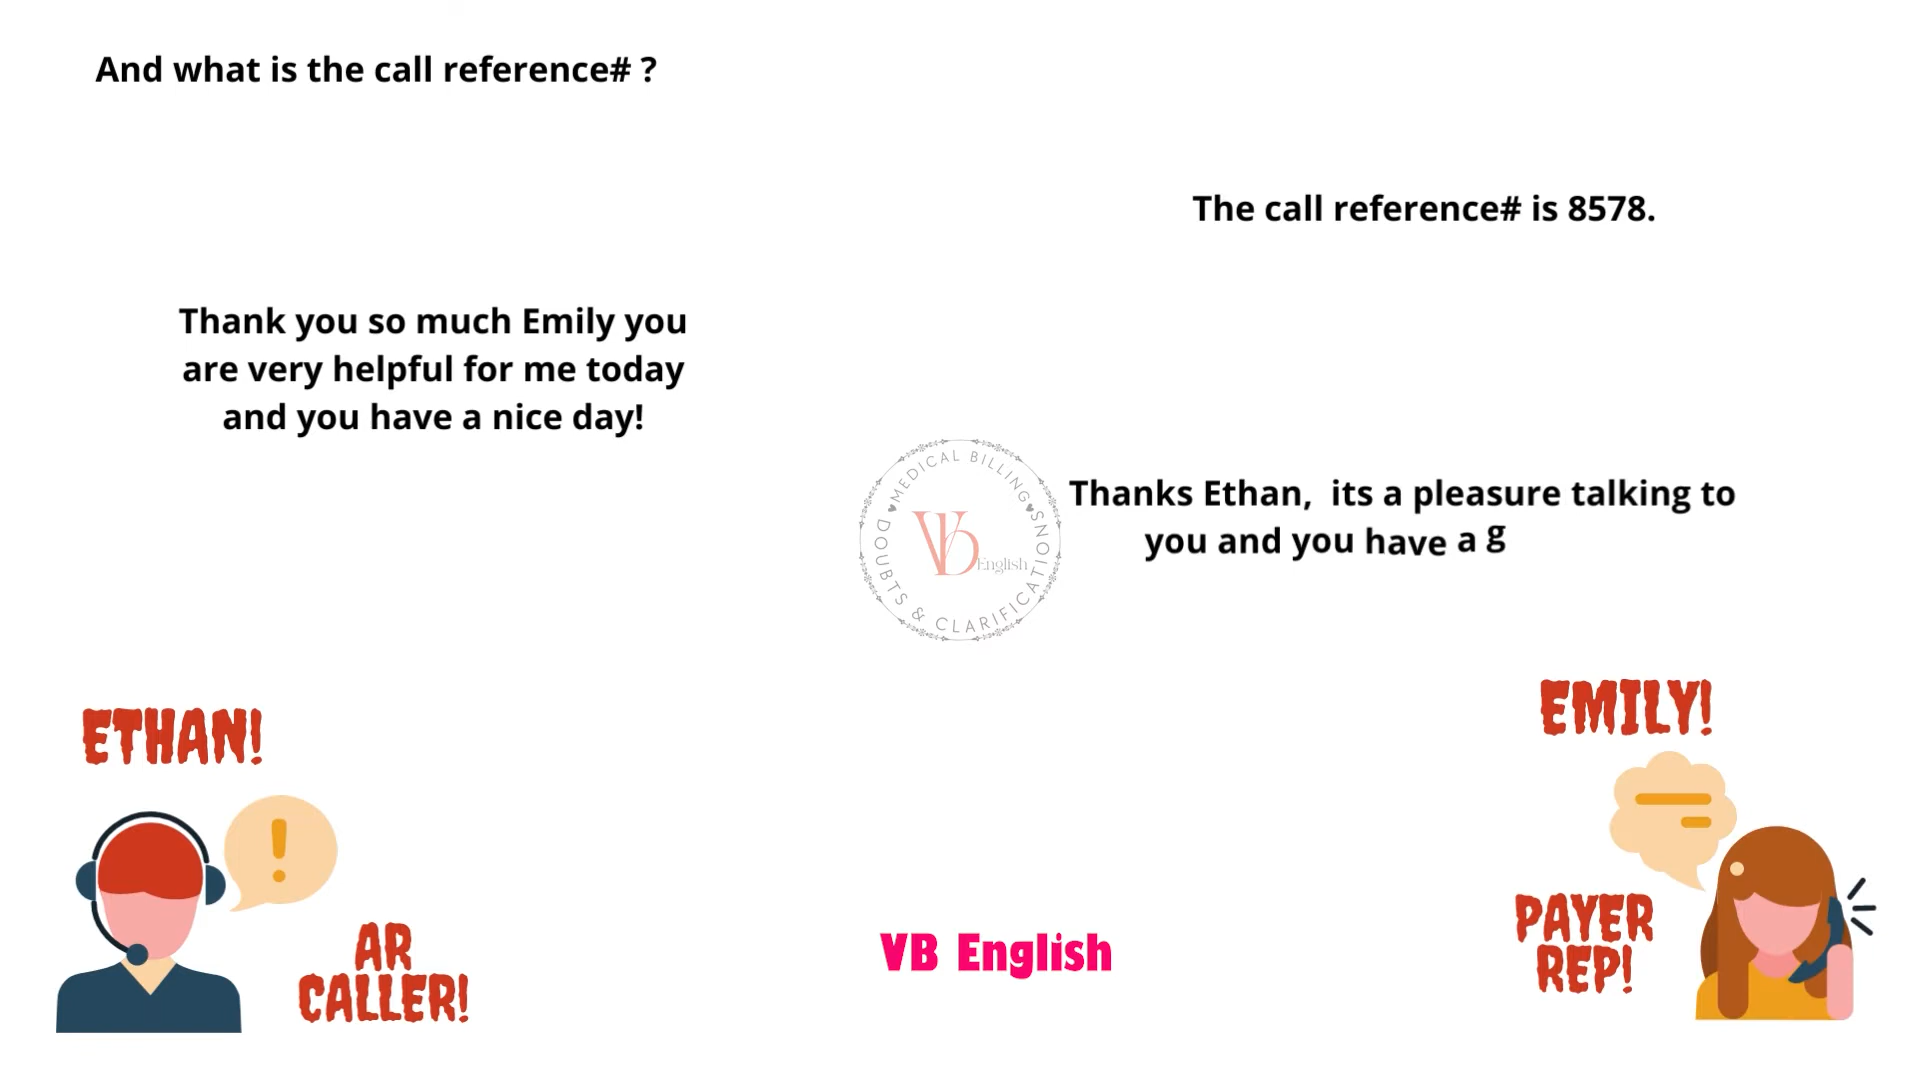 And what is the call reference# ?
The call reference# is 8578.
Thank you so much Emily you
are very helpful for me today
and you have a nice day!
Thanks Ethan,  its a pleasure talking to
you and you have a g
MEDICAL BILLING
DOUBTS & CLARIFICATIONS
VB
English
ETHAN!
EMILY!
!
AR
CALLER!
PAYER
REP!
VB English